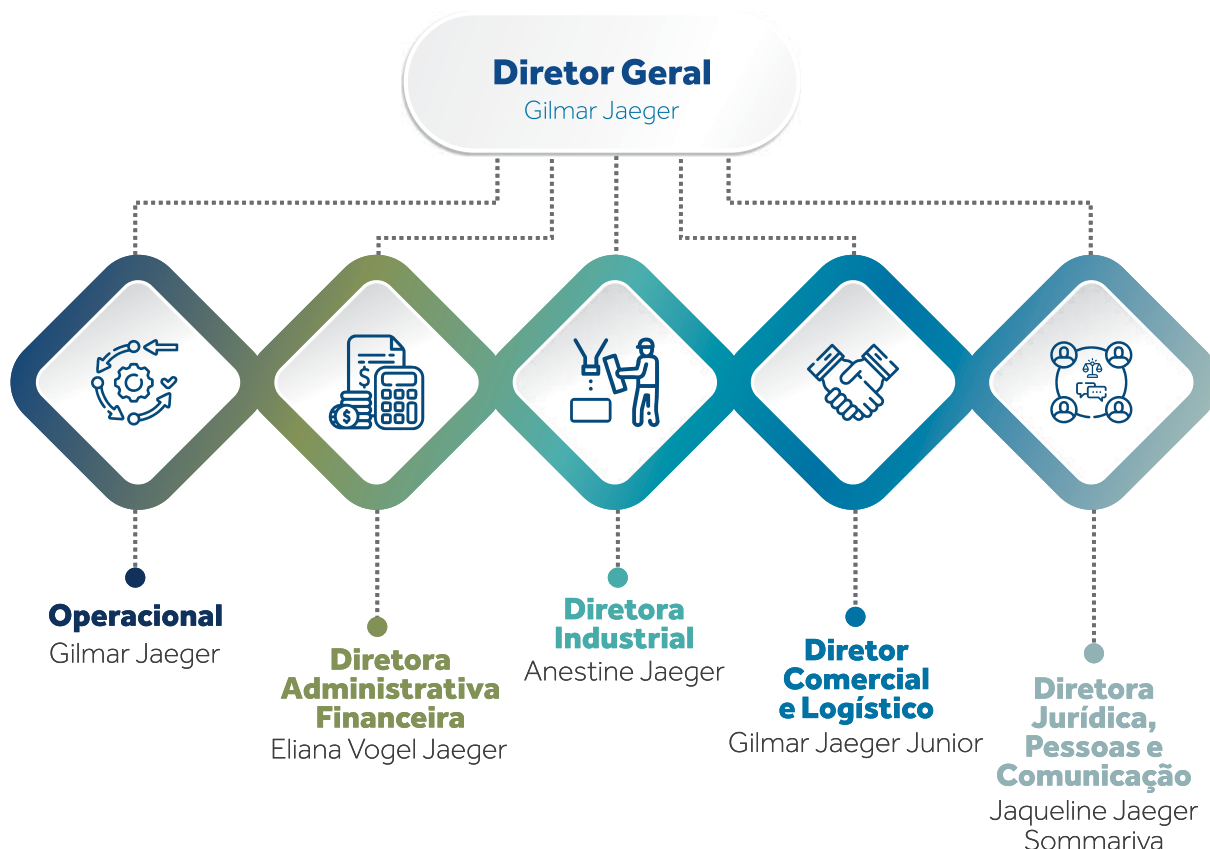 Diretor Geral
Gilmar Jaeger
Operacional
Gilmar Jaeger
Diretora
Administrativa
Financeira
Eliana Vogel Jaeger
Diretora
Industrial
Anestine Jaeger
Diretor
Comercial
e Logístico
Gilmar Jaeger Junior
Diretora
Jurídica,
Pessoas e
Comunicação
Jaqueline Jaeger
Sommariva